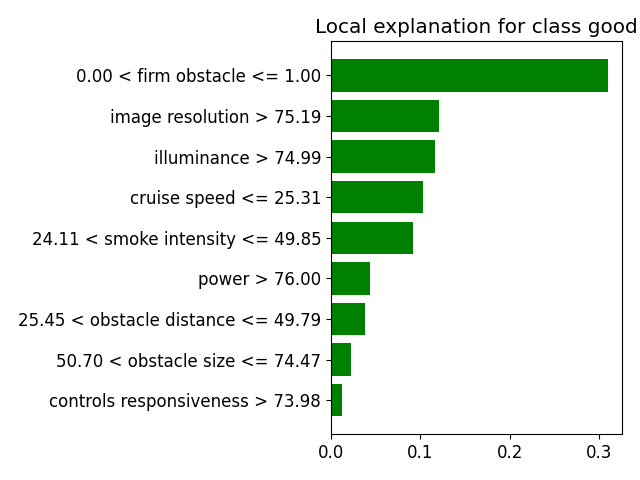 Local explanation for class good
0.00 < firm obstacle <= 1.00
image resolution > 75.19
illuminance > 74.99
cruise speed <= 25.31
24.11 < smoke intensity <= 49.85
power > 76.00
25.45 < obstacle distance <= 49.79
50.70 < obstacle size <= 74.47
controls responsiveness > 73.98
0.0 0.1 0.2 0.3